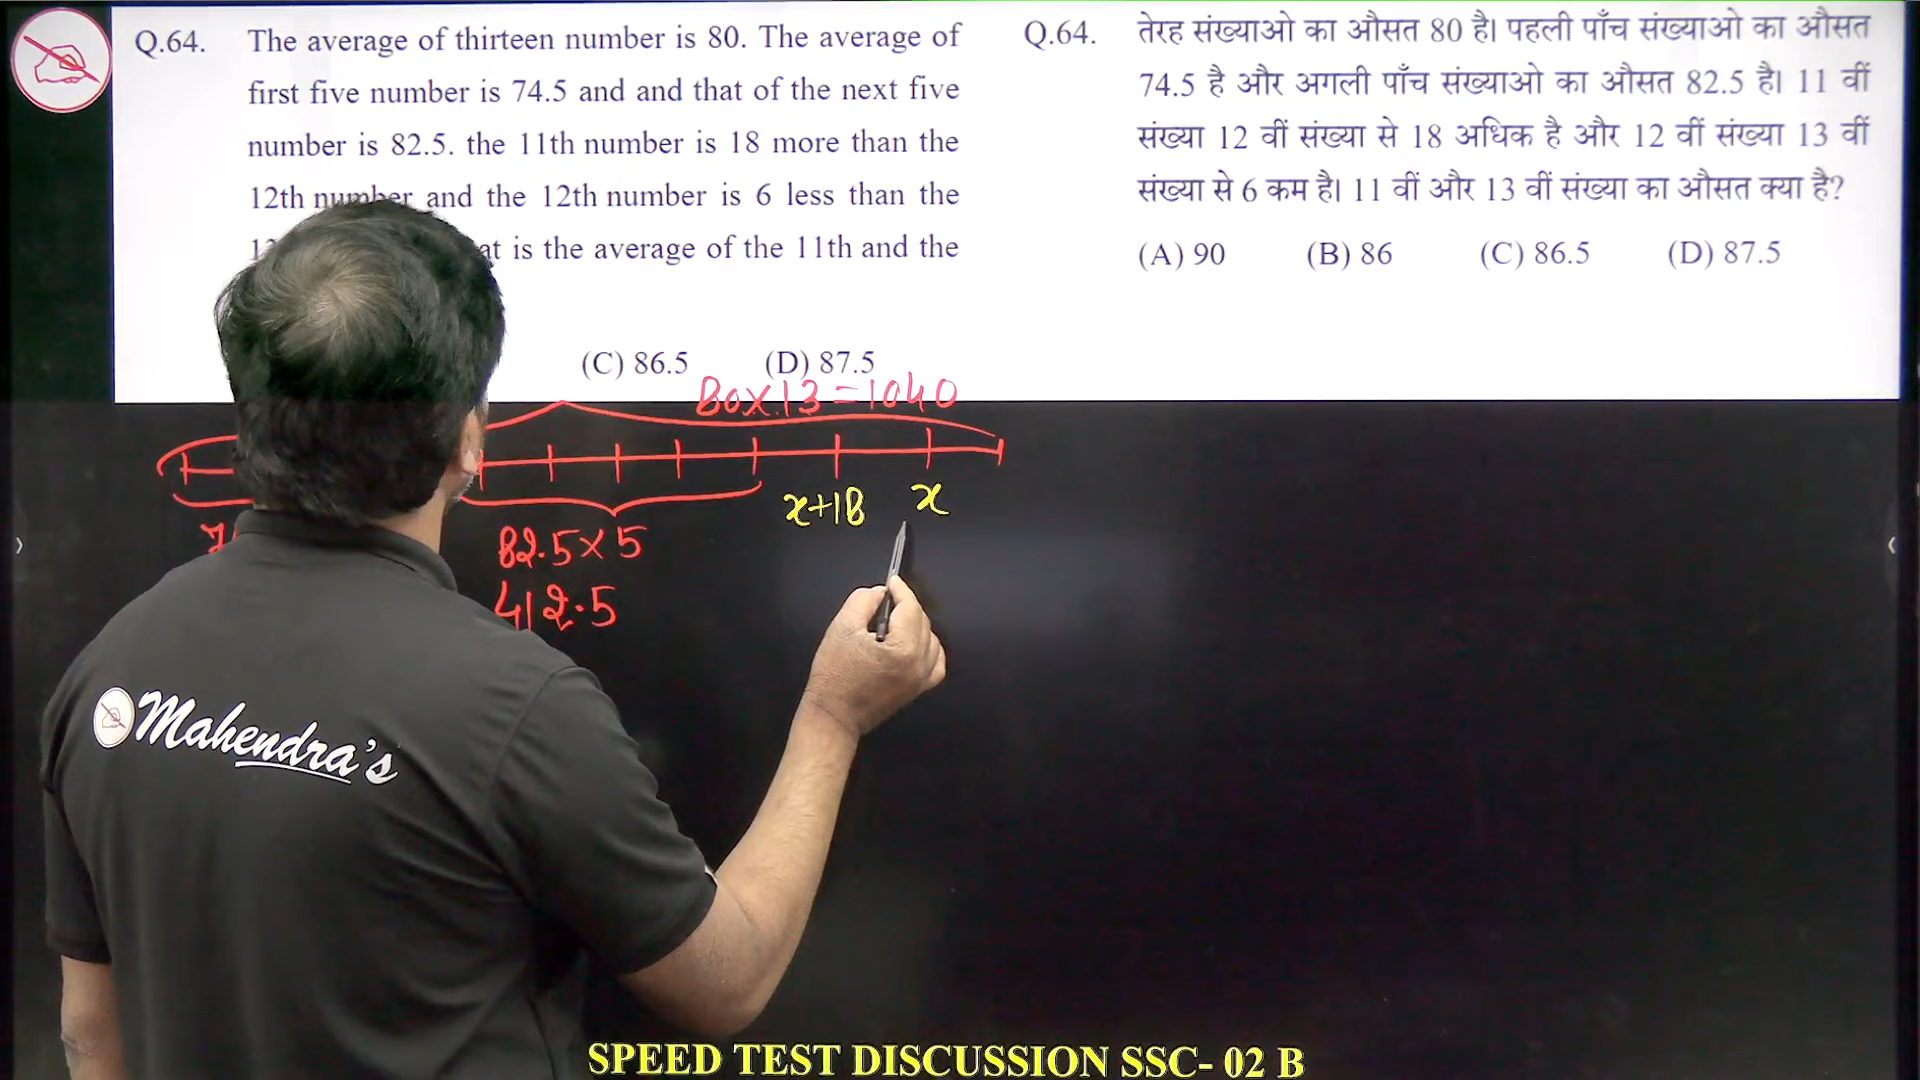 Q.64. The average of thirteen number is 80. The average of
first five number is 74.5 and and that of the next five
number is 82.5. the 11th number is 18 more than the
12th number and the 12th number is 6 less than the
is the average of the 11th and the
(C) 86.5 (D) 87.5
Q.64. तेरह संख्याओ का औसत 80 है। पहली पाँच संख्याओ का औसत
74.5 है और अगली पाँच संख्याओ का औसत 82.5 है। 11 वीं
संख्या 12 वीं संख्या से 18 अधिक है और 12 वीं संख्या 13 वीं
संख्या से 6 कम है। 11 वीं और 13 वीं संख्या का औसत क्या है?
(A) 90 (B) 86 (C) 86.5 (D) 87.5
80x13=1040
x+18 x
82.5×5
412.5
Mahendra's
SPEED TEST DISCUSSION SSC- 02 B